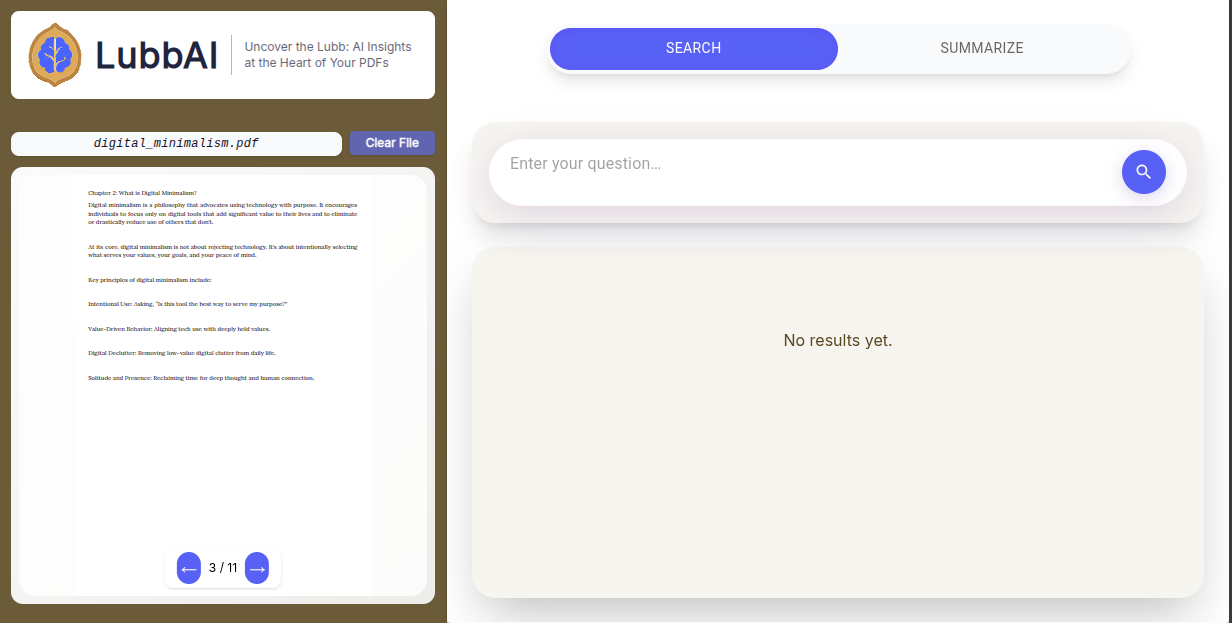 LubbAI
Uncover the Lubb: AI Insights
at the Heart of Your PDFs
digital_minimalism.pdf
Clear File
Chapter 2: What is Digital Minimalism?
Digital minimalism is a philosophy that advocates using technology with purpose. It encourages
individuals to focus only on digital tools that add significant value to their lives and to eliminate
or drastically reduce use of others that don't.
At its core, digital minimalism is not about rejecting technology. It's about intentionally selecting
what serves your values, your goals, and your peace of mind.
Key principles of digital minimalism include:
Intentional Use: Asking, "Is this tool the best way to serve my purpose?"
Value-Driven Behavior: Aligning tech use with deeply held values.
Digital Declutter: Removing low-value digital clutter from daily life.
Solitude and Presence: Reclaiming time for deep thought and human connection.
← 3 / 11 →
SEARCH
SUMMARIZE
Enter your question...
No results yet.